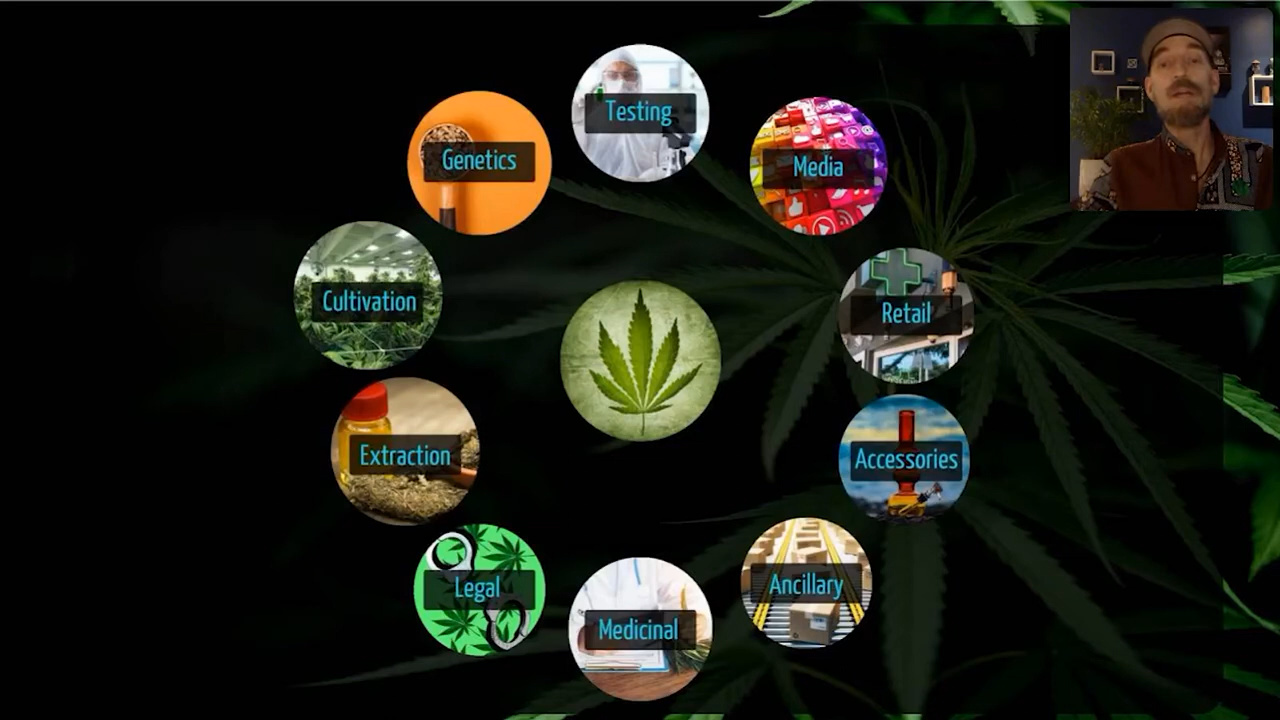 Testing
Genetics
Media
Cultivation
Retail
Extraction
Accessories
Legal
Ancillary
Medicinal